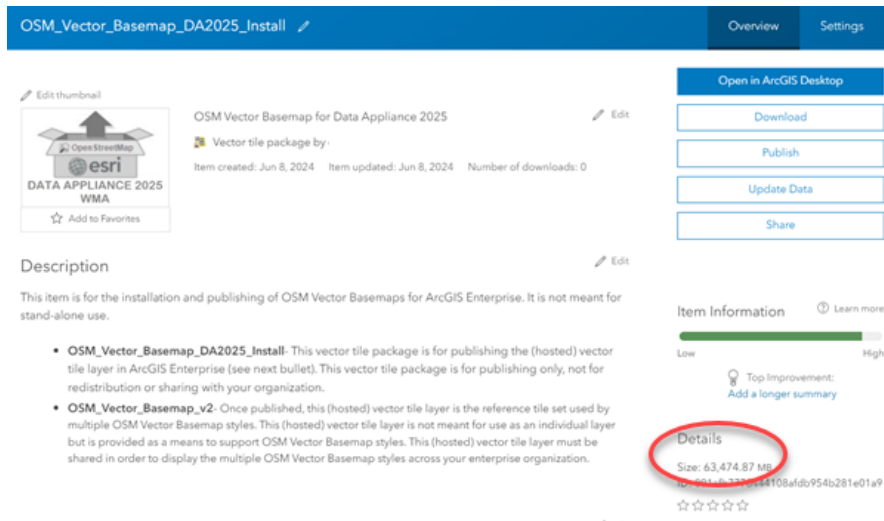 OSM_Vector_Basemap_DA2025_Install
Overview
Settings
Edit thumbnail
OpenStreetMap
esri
DATA APPLIANCE 2025
WMA
Add to Favorites
OSM Vector Basemap for Data Appliance 2025
Edit
Vector tile package by
Item created: Jun 8, 2024 Item updated: Jun 8, 2024 Number of downloads: 0
Open in ArcGIS Desktop
Download
Publish
Update Data
Share
Description
Edit
This item is for the installation and publishing of OSM Vector Basemaps for ArcGIS Enterprise. It is not meant for
stand-alone use.
• OSM_Vector_Basemap_DA2025_Install- This vector tile package is for publishing the (hosted) vector
tile layer in ArcGIS Enterprise (see next bullet). This vector tile package is for publishing only, not for
redistribution or sharing with your organization.
• OSM_Vector_Basemap_v2- Once published, this (hosted) vector tile layer is the reference tile set used by
multiple OSM Vector Basemap styles. This (hosted) vector tile layer is not meant for use as an individual layer
but is provided as a means to support OSM Vector Basemap styles. This (hosted) vector tile layer must be
shared in order to display the multiple OSM Vector Basemap styles across your enterprise organization.
Item Information
Learn more
Low
High
Top Improvement:
Add a longer summary
Details
Size: 63,474.87 MB
ID: